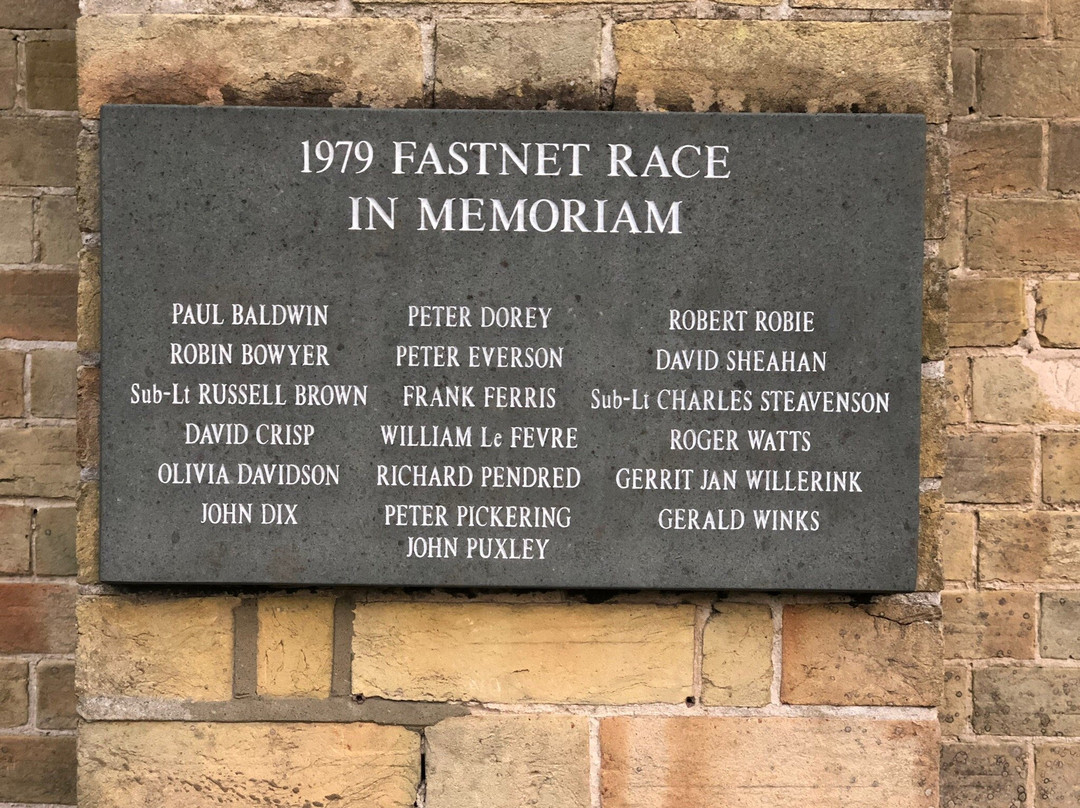 1979 FASTNET RACE
IN MEMORIAM
PAUL BALDWIN
ROBIN BOWYER
Sub-Lt RUSSELL BROWN
DAVID CRISP
OLIVIA DAVIDSON
JOHN DIX
PETER DOREY
PETER EVERSON
FRANK FERRIS
WILLIAM Le FEVRE
RICHARD PENDRED
PETER PICKERING
JOHN PUXLEY
ROBERT ROBIE
DAVID SHEAHAN
Sub-Lt CHARLES STEAVENSON
ROGER WATTS
GERRIT JAN WILLERINK
GERALD WINKS